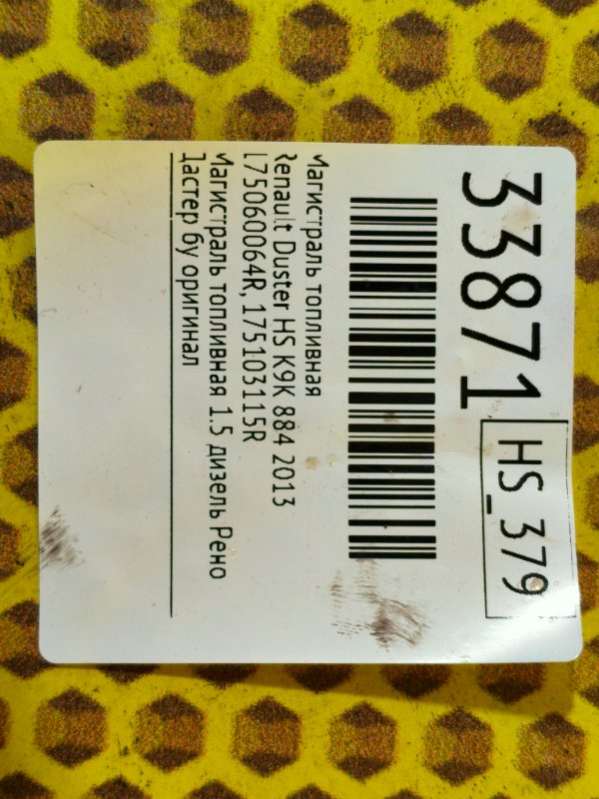 33871
HS_379
Магистраль топливная
Renault Duster HS K9K 884 2013
175060064R, 175103115R
Магистраль топливная 1.5 дизель Рено
Дастер бу оригинал